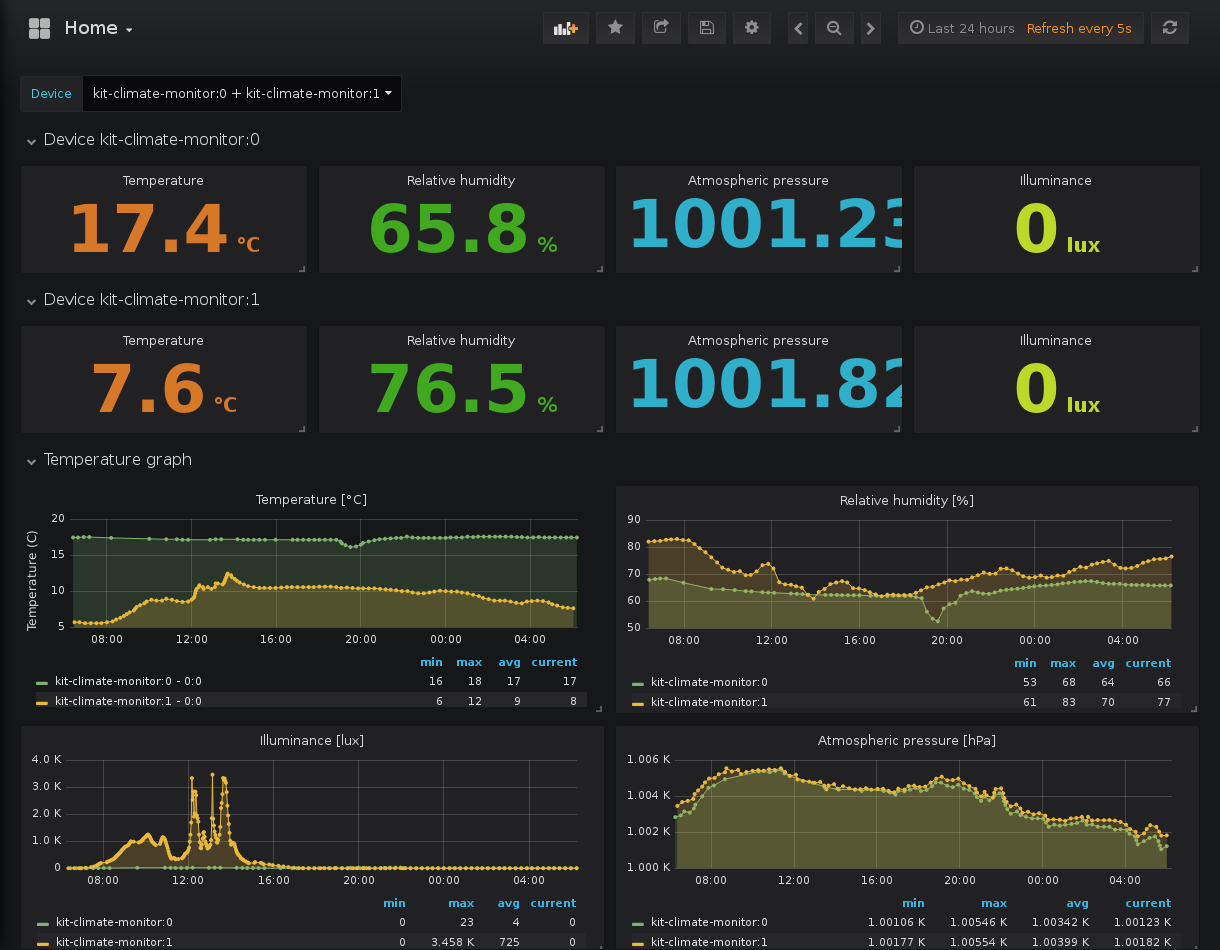 Home
Last 24 hours Refresh every 5s
Device kit-climate-monitor:0 + kit-climate-monitor:1
Device kit-climate-monitor:0
Temperature Relative humidity Atmospheric pressure Illuminance
17.4 °C 65.8 % 1001.23 0 lux
Device kit-climate-monitor:1
Temperature Relative humidity Atmospheric pressure Illuminance
7.6 °C 76.5 % 1001.82 0 lux
Temperature graph
Temperature [°C]
Temperature (C)
20
15
10
5
08:00 12:00 16:00 20:00 00:00 04:00
min max avg current
kit-climate-monitor:0 - 0:0 16 18 17 17
kit-climate-monitor:1 - 0:0 6 12 9 8
Relative humidity [%]
90
80
70
60
50
08:00 12:00 16:00 20:00 00:00 04:00
min max avg current
kit-climate-monitor:0 53 68 64 66
kit-climate-monitor:1 61 83 70 77
Illuminance [lux]
4.0 K
3.0 K
2.0 K
1.0 K
0
08:00 12:00 16:00 20:00 00:00 04:00
min max avg current
kit-climate-monitor:0 0 23 4 0
kit-climate-monitor:1 0 3.458 K 725 0
Atmospheric pressure [hPa]
1.006 K
1.004 K
1.002 K
1.000 K
08:00 12:00 16:00 20:00 00:00 04:00
min max avg current
kit-climate-monitor:0 1.00106 K 1.00546 K 1.00342 K 1.00123 K
kit-climate-monitor:1 1.00177 K 1.00554 K 1.00399 K 1.00182 K